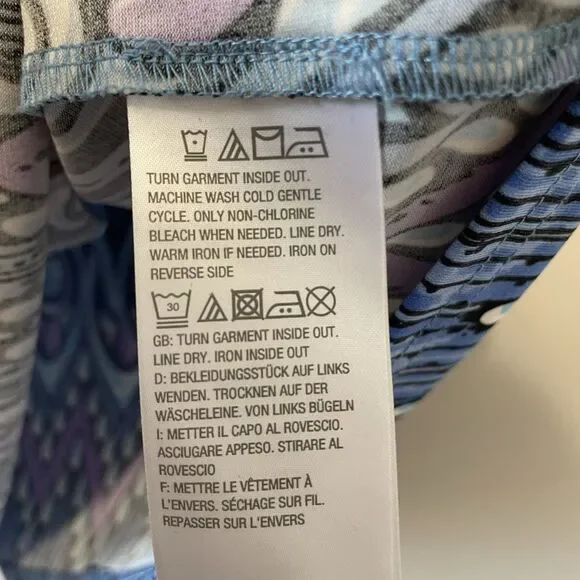 TURN GARMENT INSIDE OUT.
MACHINE WASH COLD GENTLE
CYCLE. ONLY NON-CHLORINE
BLEACH WHEN NEEDED. LINE DRY.
WARM IRON IF NEEDED. IRON ON
REVERSE SIDE
30
GB: TURN GARMENT INSIDE OUT.
LINE DRY. IRON INSIDE OUT
D: BEKLEIDUNGSSTÜCK AUF LINKS
WENDEN. TROCKNEN AUF DER
WÄSCHELEINE. VON LINKS BÜGELN
I: METTER IL CAPO AL ROVESCIO.
ASCIUGARE APPESO. STIRARE AL
ROVESCIO
F: METTRE LE VÊTEMENT À
L'ENVERS. SÉCHAGE SUR FIL.
REPASSER SUR L'ENVERS